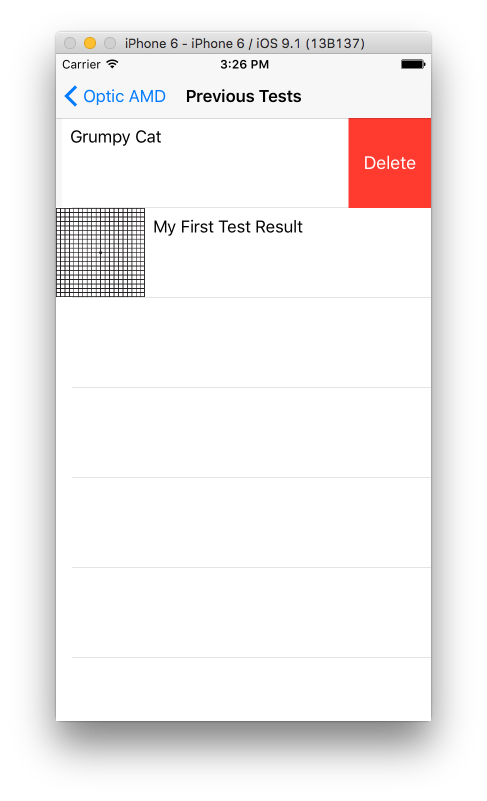 iPhone 6 - iPhone 6 / iOS 9.1 (13B137)
Carrier 3:26 PM
Optic AMD Previous Tests
Grumpy Cat
Delete
My First Test Result